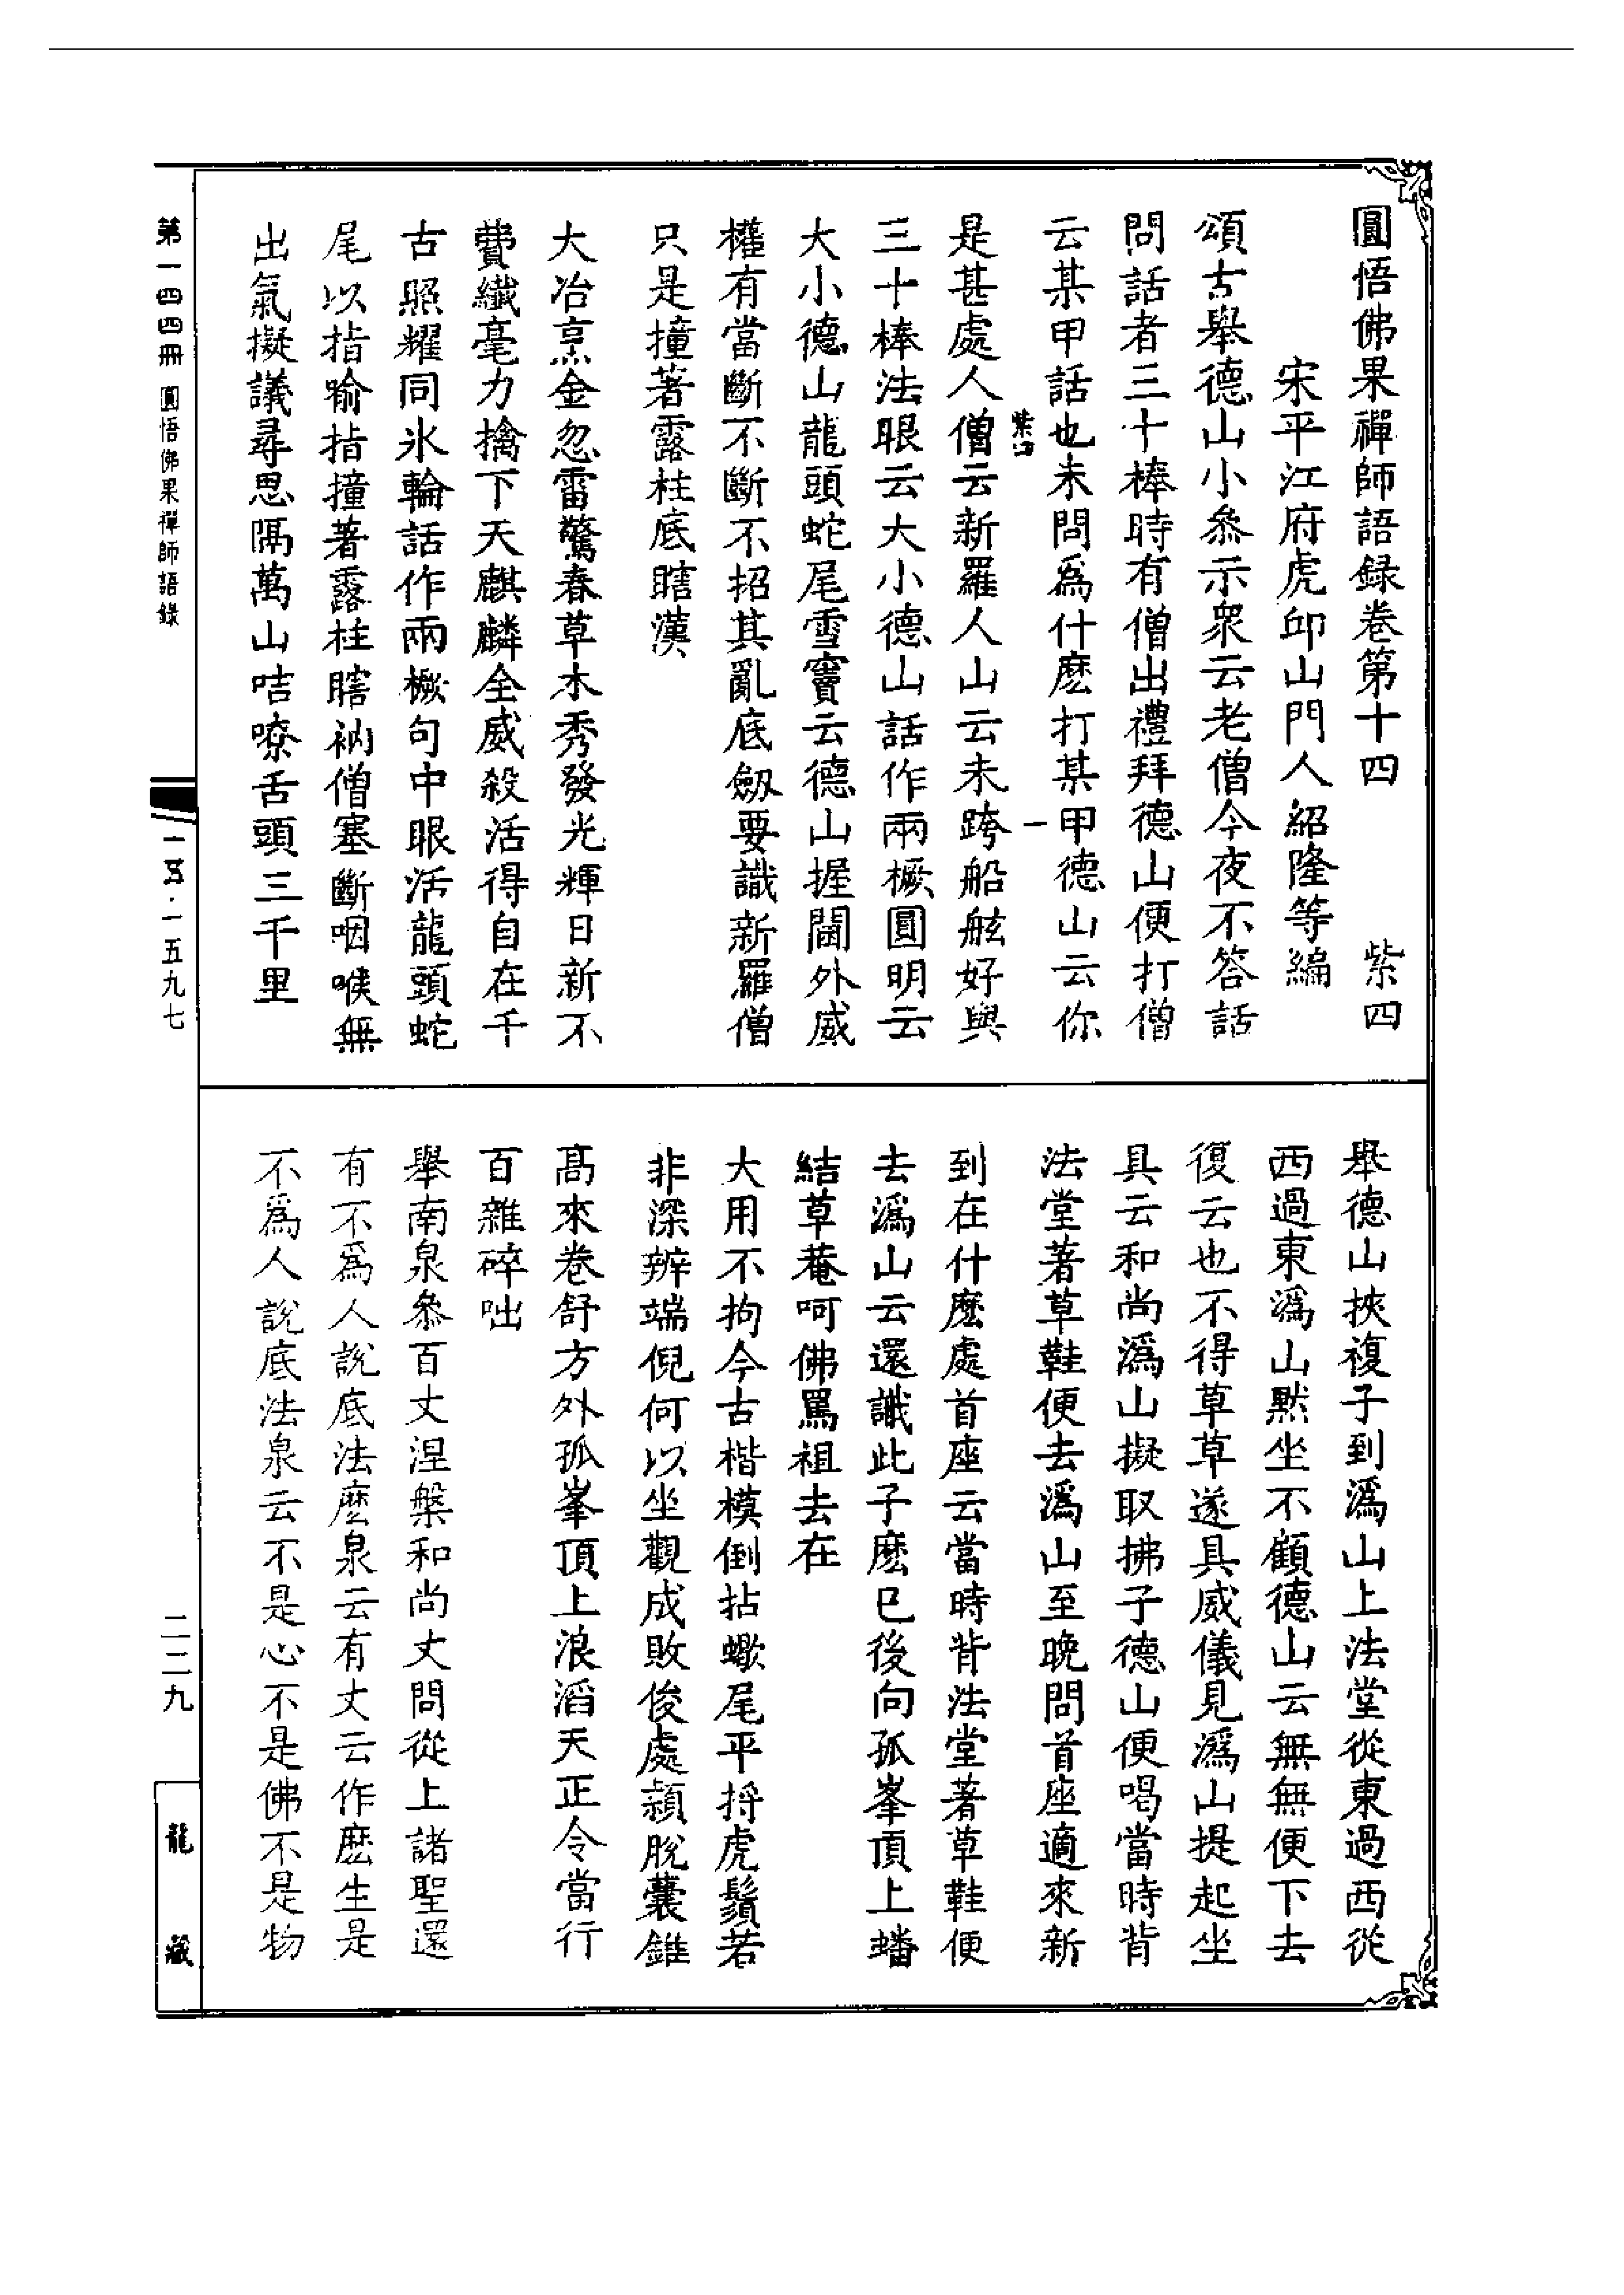 圓悟佛果禪師語録卷第十四　紫四
宋平江府虎邱山門人紹隆等編
頌古舉德山小叅示衆云老僧今夜不答話
問話者三十棒時有僧出禮拜德山便打僧
云某甲話也未問爲什麽打某甲德山云你
紫四　一
是甚處人僧云新羅人山云未跨船舷好與
三十棒法眼云大小德山話作兩橛圓明云
大小德山龍頭蛇尾雪竇云德山握閫外威
權有當斷不斷不招其亂底劔要識新羅僧
只是撞著露柱底瞎漢
大冶烹金忽雷驚春草木秀發光輝日新不
費纎毫力擒下天麒麟全威殺活得自在千
古照耀同氷輪話作兩橛句中眼活龍頭蛇
尾以指喻指撞著露柱瞎衲僧塞斷咽喉無
出氣擬議尋思隔萬山咭嘹舌頭三千里
舉德山挾複子到潙山上法堂從東過西從
西過東潙山默坐不顧德山云無無便下去
復云也不得草草遂具威儀見潙山提起坐
具云和尚潙山擬取拂子德山便喝當時背
法堂著草鞋便去潙山至晚問首座適來新
到在什麽處首座云當時背法堂著草鞋便
去潙山云還識此子麽已後向孤峯頂上蟠
結草菴呵佛罵祖去在
大用不拘今古楷模倒拈蠍尾平捋虎鬚若
非深辨端倪何以坐觀成敗俊處穎脫囊錐
高來卷舒方外孤峯頂上浪滔天正令當行
百雜碎咄
舉南泉叅百丈涅槃和尚丈問從上諸聖還
有不爲人說底法麽泉云有丈云作麽生是
不爲人說底法泉云不是心不是佛不是物
第一四四冊　圓悟佛果禪師語錄
一五·一五九七
二二九
龍藏